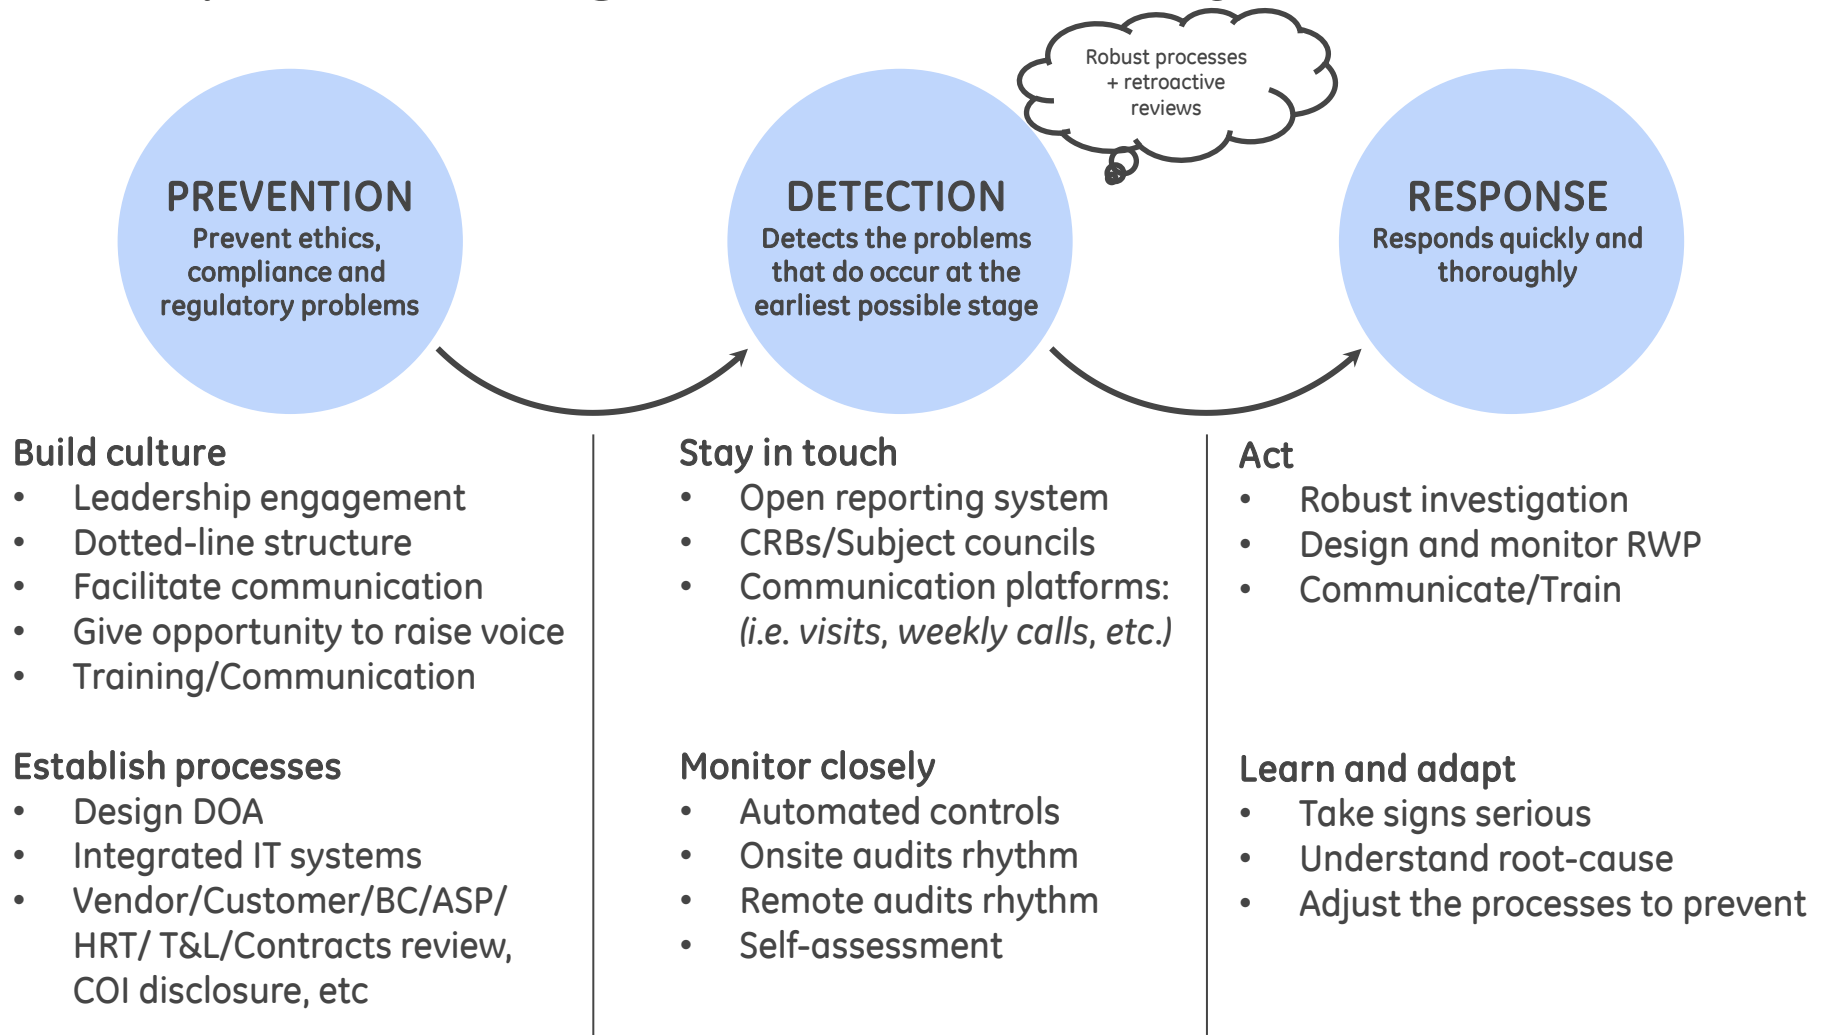 Robust processes
+ retroactive
reviews
PREVENTION
Prevent ethics,
compliance and
regulatory problems
DETECTION
Detects the problems
that do occur at the
earliest possible stage
RESPONSE
Responds quickly and
thoroughly
Build culture
• Leadership engagement
• Dotted-line structure
• Facilitate communication
• Give opportunity to raise voice
• Training/Communication
Establish processes
• Design DOA
• Integrated IT systems
• Vendor/Customer/BC/ASP/
HRT/ T&L/Contracts review,
COI disclosure, etc
Stay in touch
• Open reporting system
• CRBs/Subject councils
• Communication platforms:
(i.e. visits, weekly calls, etc.)
Monitor closely
• Automated controls
• Onsite audits rhythm
• Remote audits rhythm
• Self-assessment
Act
• Robust investigation
• Design and monitor RWP
• Communicate/Train
Learn and adapt
• Take signs serious
• Understand root-cause
• Adjust the processes to prevent